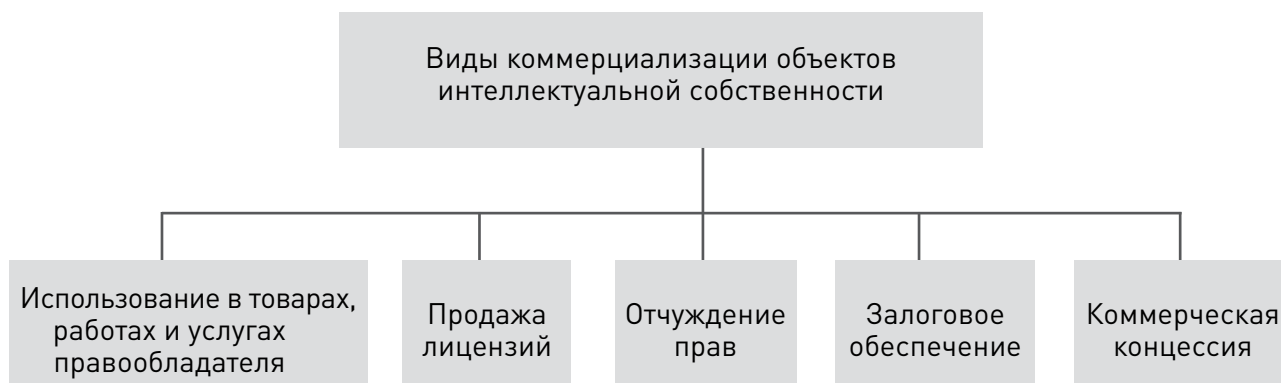 Виды коммерциализации объектов
интеллектуальной собственности
Использование в товарах,
работах и услугах
правообладателя
Продажа
лицензий
Отчуждение
прав
Залоговое
обеспечение
Коммерческая
концессия